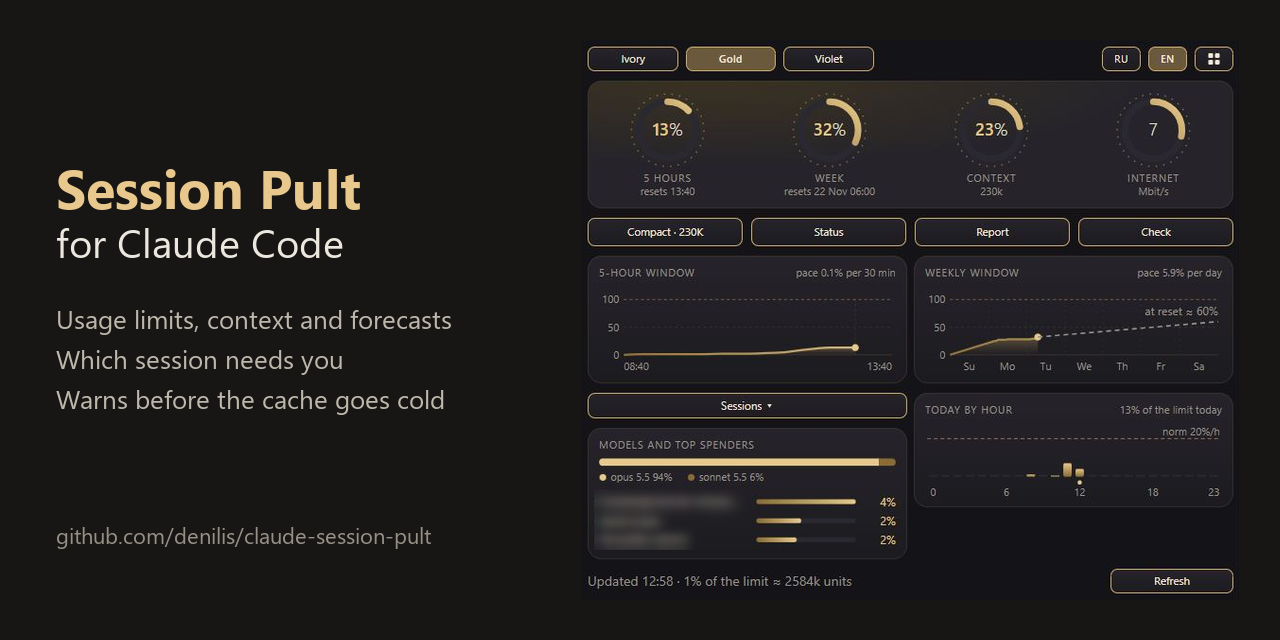 Session Pult
for Claude Code
Usage limits, context and forecasts
Which session needs you
Warns before the cache goes cold
github.com/denilis/claude-session-pult
Ivory Gold Violet RU EN
13% 32% 23% 7
5 HOURS WEEK CONTEXT INTERNET
resets 13:40 resets 22 Nov 06:00 230k Mbit/s
Compact · 230K Status Report Check
5-HOUR WINDOW pace 0.1% per 30 min
100
50
0
08:40 13:40
WEEKLY WINDOW pace 5.9% per day
100
at reset ≈ 60%
50
0
Su Mo Tu We Th Fr Sa
Sessions ▾
MODELS AND TOP SPENDERS
opus 5.5 94% sonnet 5.5 6%
4%
2%
2%
TODAY BY HOUR 13% of the limit today
norm 20%/h
0 6 12 18 23
Updated 12:58 · 1% of the limit ≈ 2584k units
Refresh